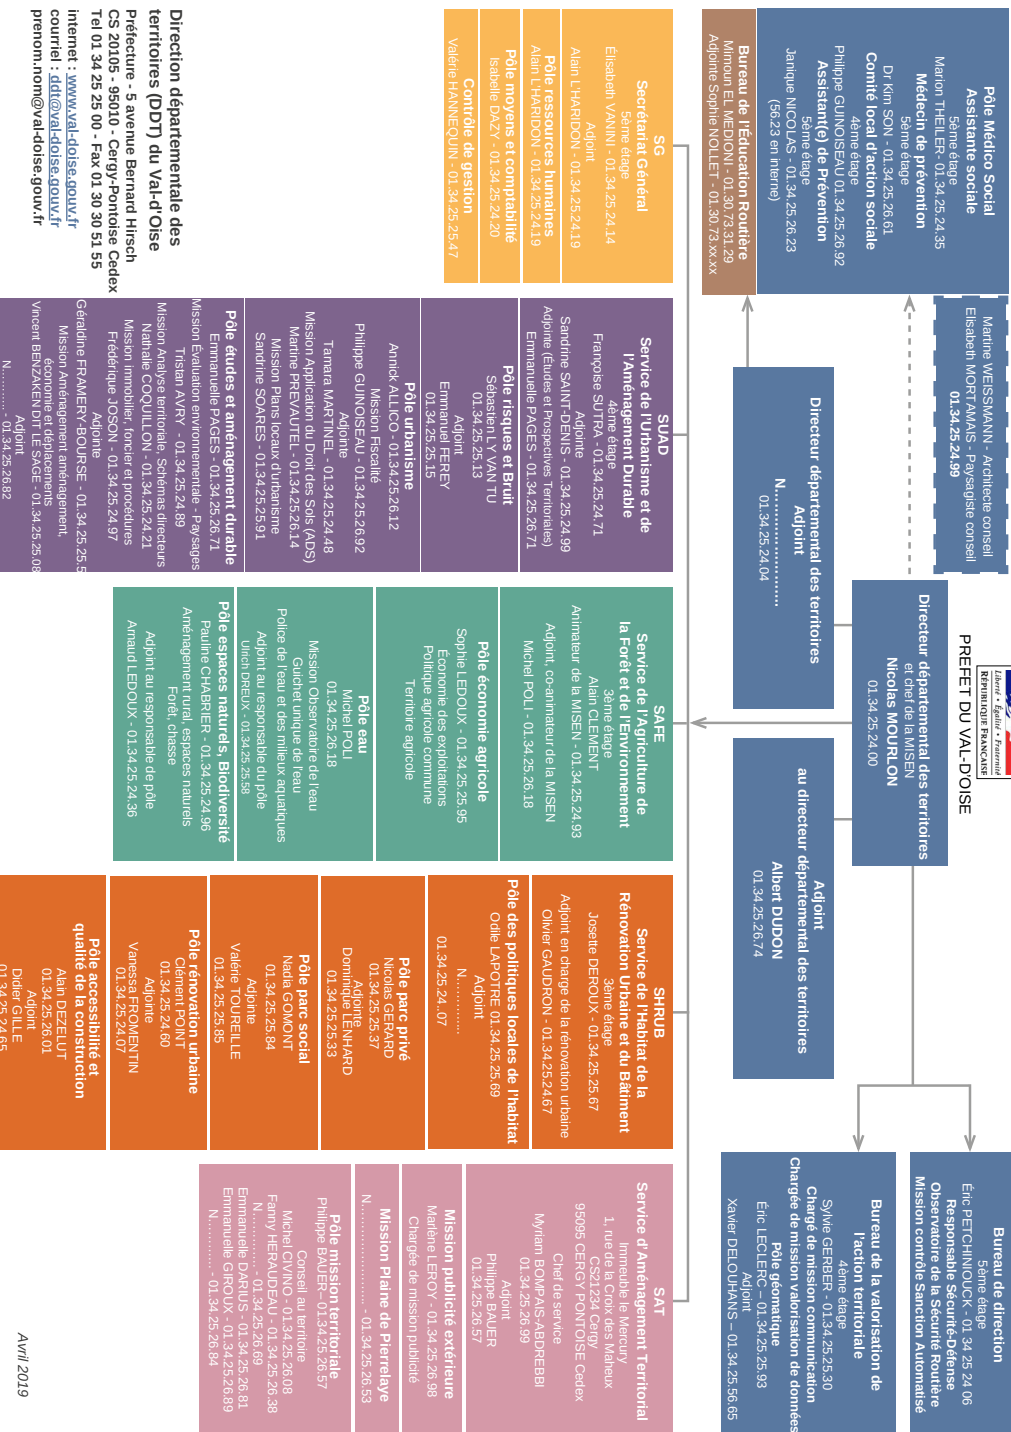 Liberté • Égalité • Fraternité
RÉPUBLIQUE FRANÇAISE
PREFET DU VAL-D'OISE
Directeur départemental des territoires
et chef de la MISEN
Nicolas MOURLON
01.34.25.24.00
Martine WEISSMANN - Architecte conseil
Elisabeth MORTAMAIS - Paysagiste conseil
01.34.25.24.99
Pôle Médico Social
Assistante sociale
5ème étage
Marion THEILER- 01.34.25.24.35
Médecin de prévention
5ème étage
Dr Kim SON - 01.34.25.26.61
Comité local d'action sociale
4ème étage
Philippe GUINOISEAU 01.34.25.26.92
Assistant(e) de Prévention
5ème étage
Janique NICOLAS - 01.34.25.26.23
(56.23 en interne)
Bureau de l'Éducation Routière
Mimoun EL MEDIONI - 01.30.73.31.29
Adjointe Sophie NOLLET - 01.30.73.xx.xx
Directeur départemental des territoires
Adjoint
N…………………….
01.34.25.24.04
Adjoint
au directeur départemental des territoires
Albert DUDON
01.34.25.26.74
Bureau de direction
5ème étage
Éric PETCHINIOUCK - 01 34 25 24 06
Responsable Sécurité-Défense
Observatoire de la Sécurité Routière
Mission contrôle Sanction Automatisé
Bureau de la valorisation de
l'action territoriale
4ème étage
Sylvie GERBER - 01.34.25.25.30
Chargé de mission communication
Chargée de mission valorisation de données
Pôle géomatique
Éric LECLERC – 01.34.25.25.93
Adjoint
Xavier DELOUHANS – 01.34.25.56.65
SG
Secrétariat Général
5ème étage
Élisabeth VANINI - 01.34.25.24.14
Adjoint
Alain L'HARIDON - 01.34.25.24.19
Pôle ressources humaines
Alain L'HARIDON - 01.34.25.24.19
Pôle moyens et comptabilité
Isabelle DAZY - 01.34.25.24.20
Contrôle de gestion
Valérie HANNEQUIN - 01.34.25.25.47
SUAD
Service de l'Urbanisme et de
l'Aménagement Durable
4ème étage
Françoise SUTRA - 01.34.25.24.71
Adjointe
Sandrine SAINT-DENIS - 01.34.25.24.99
Adjointe (Études et Prospectives Territoriales)
Emmanuelle PAGES - 01.34.25.26.71
Pôle risques et Bruit
Sébastien LY VAN TU
01.34.25.25.13
Adjoint
Emmanuel FEREY
01.34.25.25.15
Pôle urbanisme
Annick ALLICO - 01.34.25.26.12
Mission Fiscalité
Philippe GUINOISEAU - 01.34.25.26.92
Adjointe
Tamara MARTINEL - 01.34.25.24.48
Mission Application du Droit des Sols (ADS)
Martine PREVAUTEL - 01.34.25.26.14
Mission Plans locaux d'urbanisme
Sandrine SOARES - 01.34.25.25.91
Pôle études et aménagement durable
Emmanuelle PAGES - 01.34.25.26.71
Mission Évaluation environnementale - Paysages
Tristan AVRY - 01.34.25.24.89
Mission Analyse territoriale, Schémas directeurs
Nathalie COQUILLON - 01.34.25.24.21
Mission immobilier, foncier et procédures
Frédérique JOSON - 01.34.25.24.97
Adjointe
Géraldine FRAMERY-BOURSE - 01.34.25.25.5
Mission Aménagement aménagement,
économie et déplacements
Vincent BENZAKEN DIT LE SAGE - 01.34.25.25.08
Adjoint
N………... - 01.34.25.26.82
SAFE
Service de l'Agriculture de
la Forêt et de l'Environnement
3ème étage
Alain CLEMENT
Animateur de la MISEN - 01.34.25.24.93
Adjoint, co-animateur de la MISEN
Michel POLI - 01.34.25.26.18
Pôle économie agricole
Sophie LEDOUX - 01.34.25.25.95
Économie des exploitations
Politique agricole commune
Territoire agricole
Pôle eau
Michel POLI
01.34.25.26.18
Mission Observatoire de l'eau
Guichet unique de l'eau
Police de l'eau et des milieux aquatiques
Adjoint au responsable du pôle
Ulrich DREUX - 01.34.25.25.58
Pôle espaces naturels, Biodiversité
Pauline CHABRIER - 01.34.25.24.96
Aménagement rural, espaces naturels
Forêt, chasse
Adjoint au responsable de pôle
Arnaud LEDOUX - 01.34.25.24.36
SHRUB
Service de l'Habitat de la
Rénovation Urbaine et du Bâtiment
3ème étage
Josette DEROUX - 01.34.25.25.67
Adjoint en charge de la rénovation urbaine
Olivier GAUDRON - 01.34.25.24.67
Pôle des politiques locales de l'habitat
Odile LAPOTRE 01.34.25.25.69
Adjoint
N…………..
01.34.25.24..07
Pôle parc privé
Nicolas GERARD
01.34.25.25.37
Adjointe
Dominique LENHARD
01.34.25.25.33
Pôle parc social
Nadia GOMONT
01.34.25.25.84
Adjointe
Valérie TOUREILLE
01.34.25.25.85
Pôle rénovation urbaine
Clément POINT
01.34.25.24.60
Adjointe
Vanessa FROMENTIN
01.34.25.24.07
Pôle accessibilité et
qualité de la construction
Alain DEZELUT
01.34.25.26.01
Adjoint
Didier GILLE
01.34.25.24.65
SAT
Service d'Aménagement Territorial
Immeuble le Mercury
1, rue de la Croix des Maheux
CS21234 Cergy
95095 CERGY PONTOISE Cedex
Chef de service
Myriam BOMPAIS-ABDREBBI
01.34.25.26.99
Adjoint
Philippe BAUER
01.34.25.26.57
Mission publicité extérieure
Marlène LEROY - 01.34.25.26.98
Chargée de mission publicité
Mission Plaine de Pierrelaye
N…………………... - 01.34.25.26.53
Pôle mission territoriale
Philippe BAUER– 01.34.25.26.57
Conseil au territoire
Michel CIVINO - 01.34.25.26.08
Fanny HERAUDEAU - 01.34.25.26.38
N…………..- 01.34.25.26.69
Emmanuelle DARIUS - 01.34.25.26.81
Emmanuelle GIROUX - 01.34.25.26.89
N…………. - 01.34.25.26.84
Direction départementale des
territoires (DDT) du Val-d'Oise
Préfecture - 5 avenue Bernard Hirsch
CS 20105 - 95010 - Cergy-Pontoise Cedex
Tel 01 34 25 25 00 - Fax 01 30 30 51 55
internet : www.val-doise.gouv.fr
courriel : ddt@val-doise.gouv.fr
prenom.nom@val-doise.gouv.fr
Avril 2019